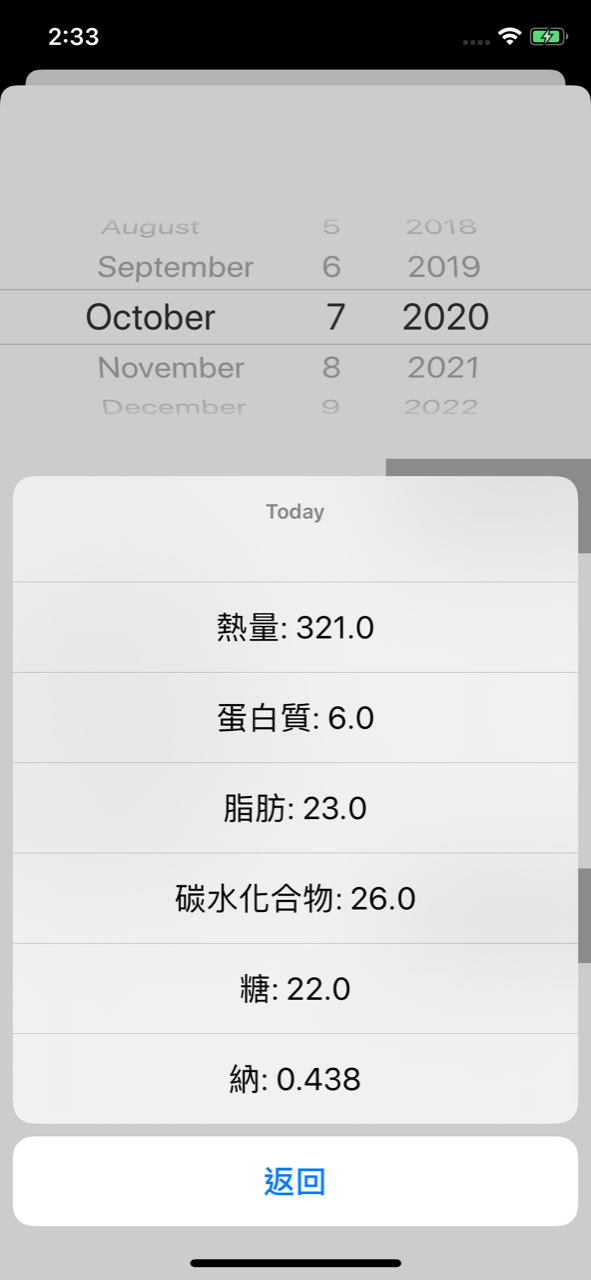 2:33
August 5 2018
September 6 2019
October 7 2020
November 8 2021
December 9 2022
Today
熱量: 321.0
蛋白質: 6.0
脂肪: 23.0
碳水化合物: 26.0
糖: 22.0
納: 0.438
返回